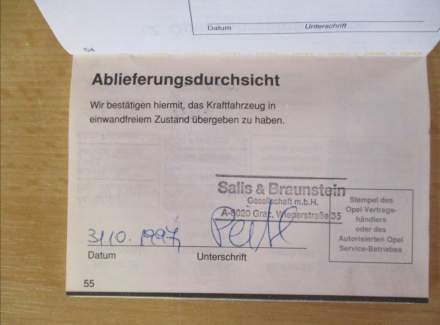 Datum Unterschrift
54
Ablieferungsdurchsicht
Wir bestätigen hiermit, das Kraftfahrzeug in
einwandfreiem Zustand übergeben zu haben.
Salis & Braunstein
Gesellschaft m.b.H.
A-8020 Graz, Wienerstraße 35
Stempel des
Opel Vertrags-
händlers
oder des
Autorisierten Opel
Service-Betriebes
31.10. 1997
Datum Unterschrift
55